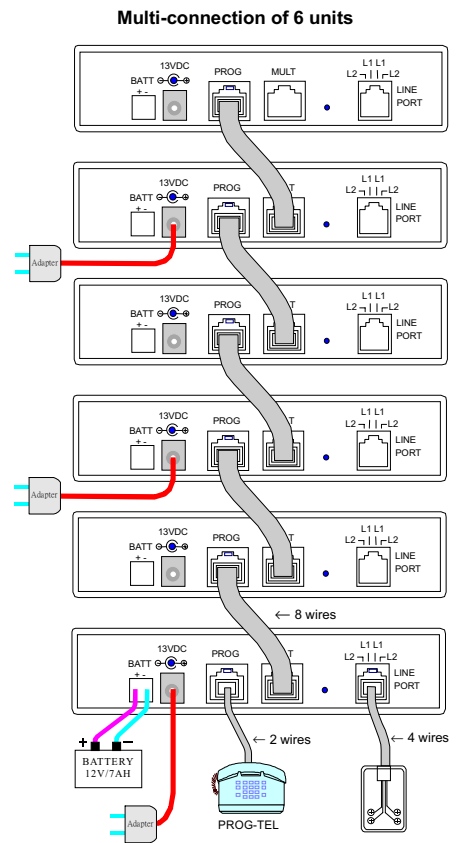 Multi-connection of 6 units
13VDC
BATT PROG MULT L1 L1
L2 L2
+ - LINE
PORT
13VDC
BATT PROG T L1 L1
L2 L2
+ - LINE
PORT
Adapter
13VDC
BATT PROG T L1 L1
L2 L2
+ - LINE
PORT
13VDC
BATT PROG T L1 L1
L2 L2
+ - LINE
PORT
Adapter
13VDC
BATT PROG T L1 L1
L2 L2
+ - LINE
PORT
← 8 wires
13VDC
BATT PROG T L1 L1
L2 L2
+ - LINE
PORT
+ −
BATTERY
12V/7AH
← 2 wires
← 4 wires
Adapter
PROG-TEL